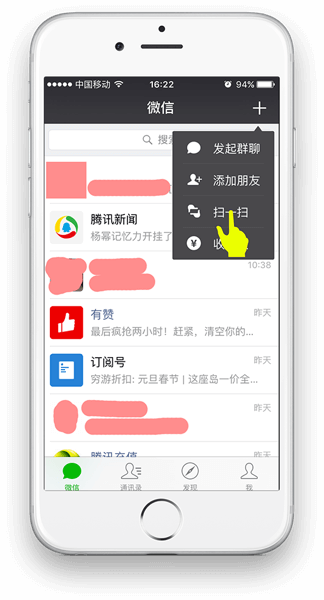 中国移动
16:22
94%
微信
搜
发起群聊
添加朋友
扫一扫
收
腾讯新闻
杨幂记忆力开挂了
10:38
有赞
昨天
最后疯抢两小时！赶紧，清空你的...
订阅号
昨天
穷游折扣: 元旦春节 | 这座岛一价全...
昨天
腾讯充值
昨天
微信
通讯录
发现
我